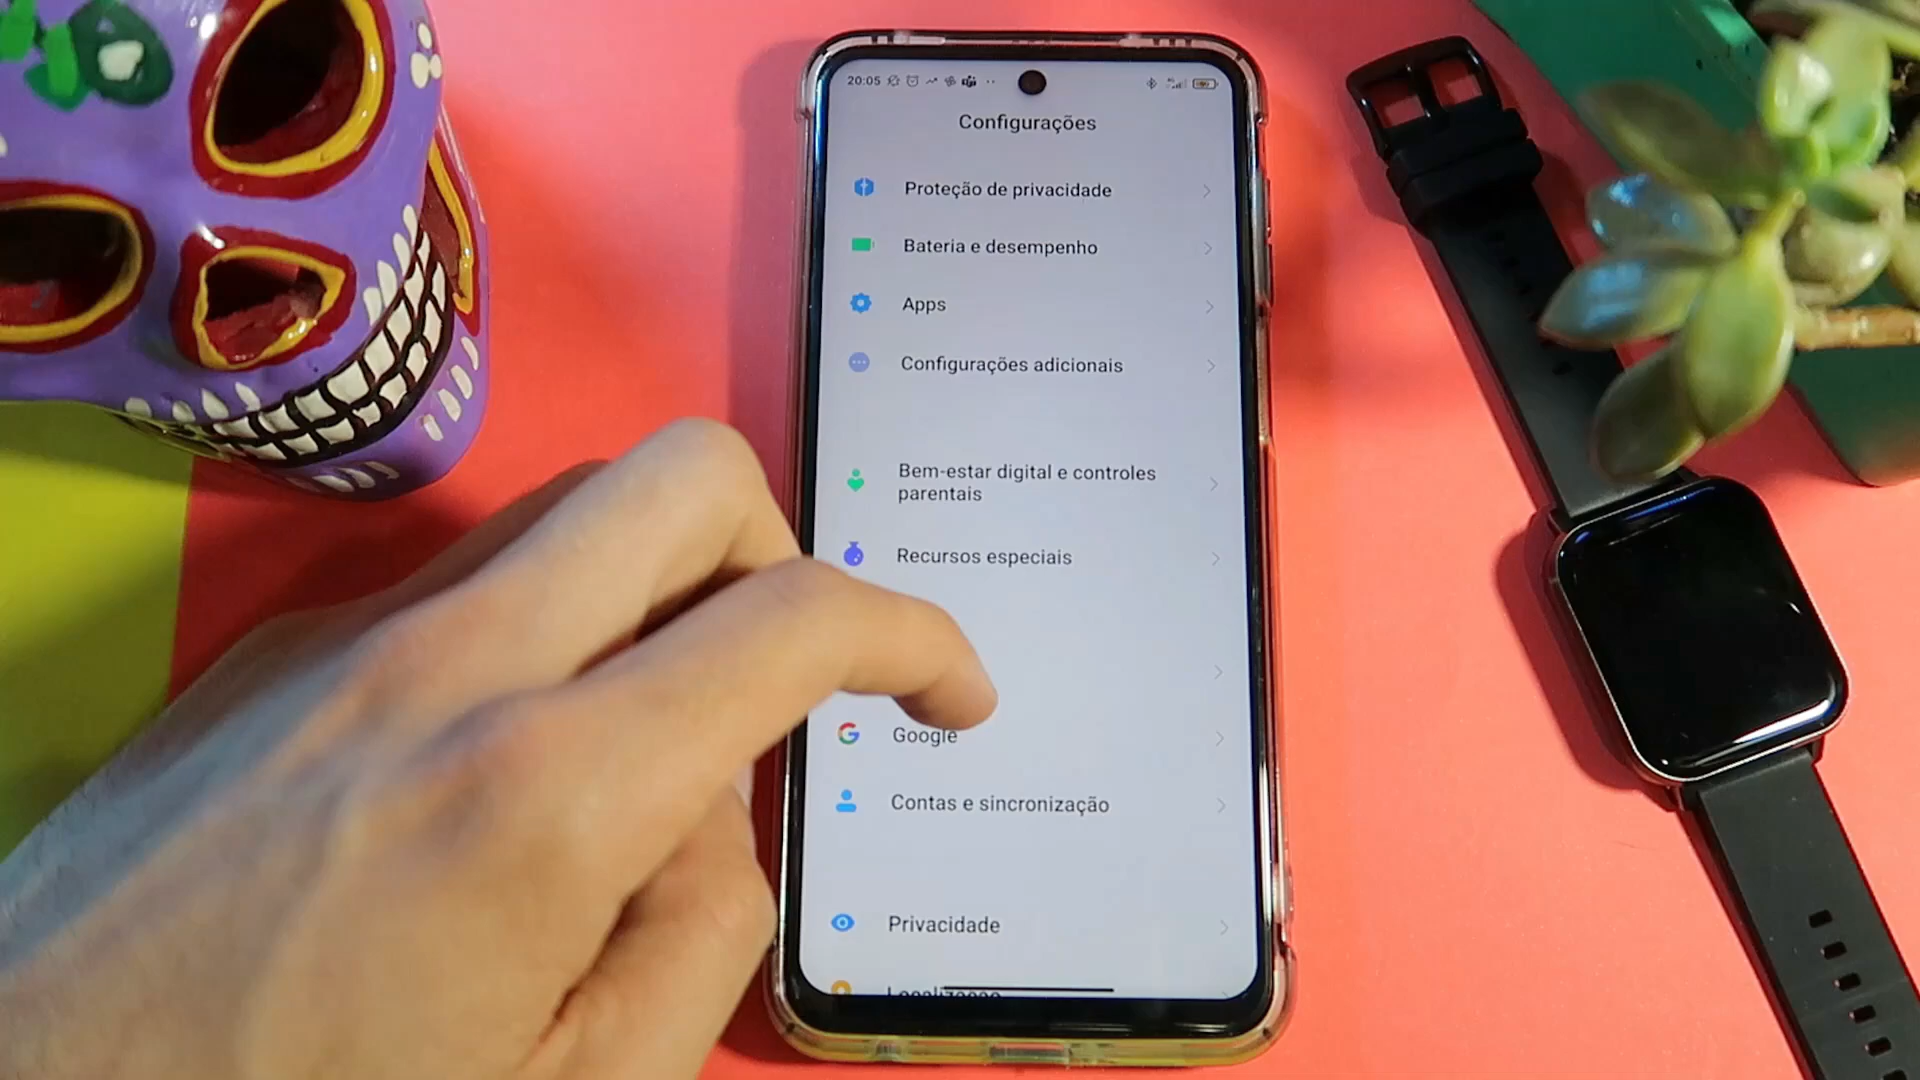 20:05
Configurações
Proteção de privacidade
Bateria e desempenho
Apps
Configurações adicionais
Bem-estar digital e controles
parentais
Recursos especiais
Google
Contas e sincronização
Privacidade